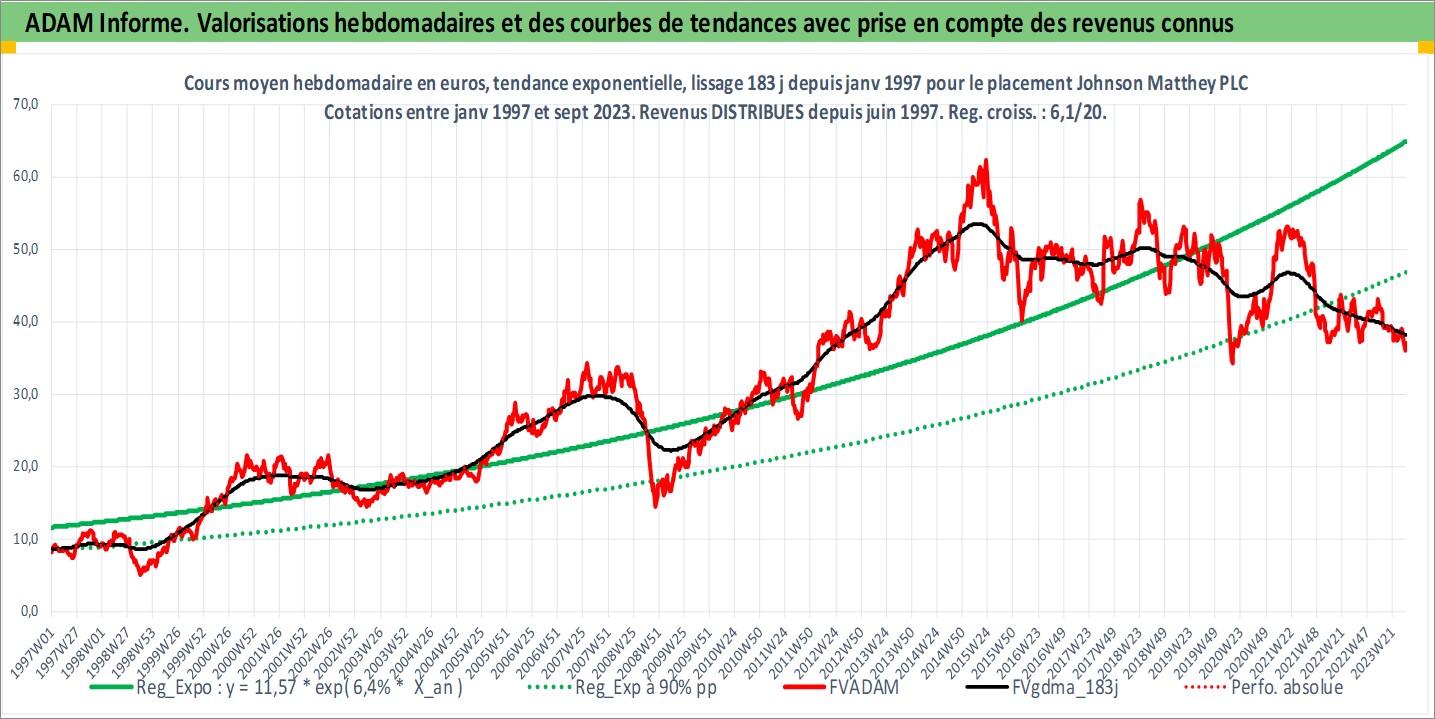 ADAM Informe. Valorisations hebdomadaires et des courbes de tendances avec prise en compte des revenus connus
Cours moyen hebdomadaire en euros, tendance exponentielle, lissage 183 j depuis janv 1997 pour le placement Johnson Matthey PLC
Cotations entre janv 1997 et sept 2023. Revenus DISTRIBUES depuis juin 1997. Reg. croiss. : 6,1/20.
70,0
60,0
50,0
40,0
30,0
20,0
10,0
0,0
1997W01
1997W27
1998W01
1998W27
1998W53
1999W26
1999W52
2000W26
2000W52
2001W26
2001W52
2002W26
2002W52
2003W26
2003W52
2004W26
2004W52
2005W25
2005W51
2006W25
2006W51
2007W25
2007W51
2008W25
2008W51
2009W25
2009W51
2010W24
2010W50
2011W24
2011W50
2012W24
2012W50
2013W24
2013W50
2014W24
2014W50
2015W24
2015W50
2016W23
2016W49
2017W23
2017W49
2018W23
2018W49
2019W23
2019W49
2020W23
2020W49
2021W22
2021W48
2022W21
2022W47
2023W21
Reg_Expo : y = 11,57 * exp( 6,4% * X_an )
Reg_Exp à 90% pp
FVADAM
FVgdma_183j
Perfo. absolue